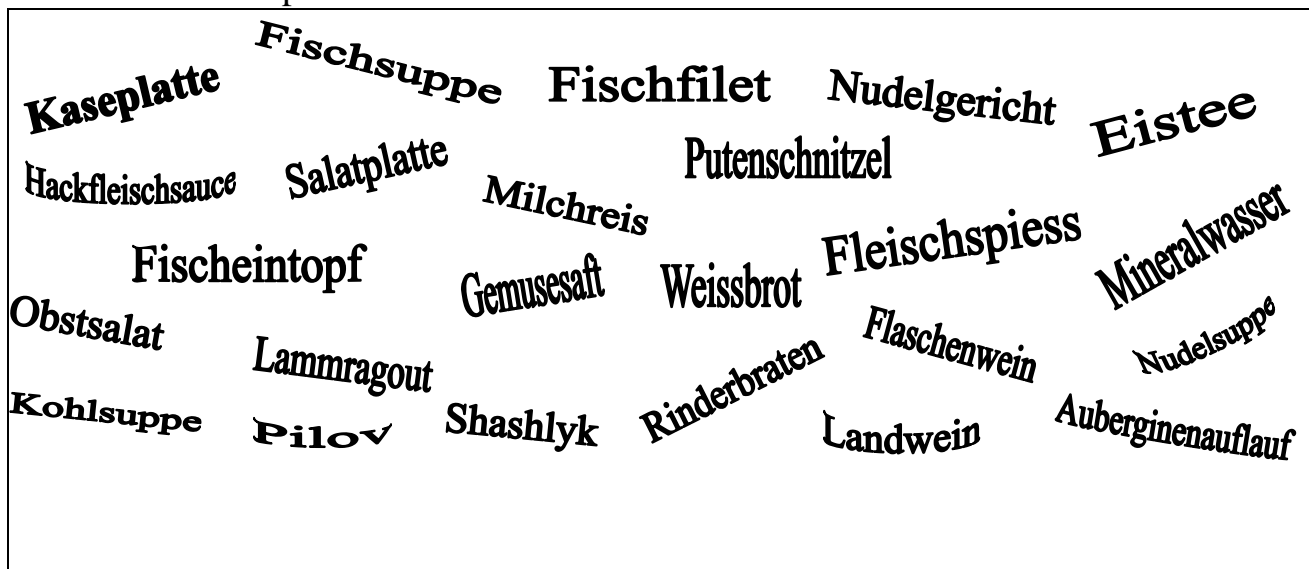 Fischsuppe
Kaseplatte
Fischfilet
Nudelgericht
Eistee
Hackfleischsauce
Salatplatte
Putenschnitzel
Milchreis
Fleischspiess
Mineralwasser
Fischeintopf
Gemusesaft
Weissbrot
Obstsalat
Lammragout
Flaschenwein
Nudelsuppe
Kohlsuppe
Pilov
Shashlyk
Rinderbraten
Landwein
Auberginenauflauf